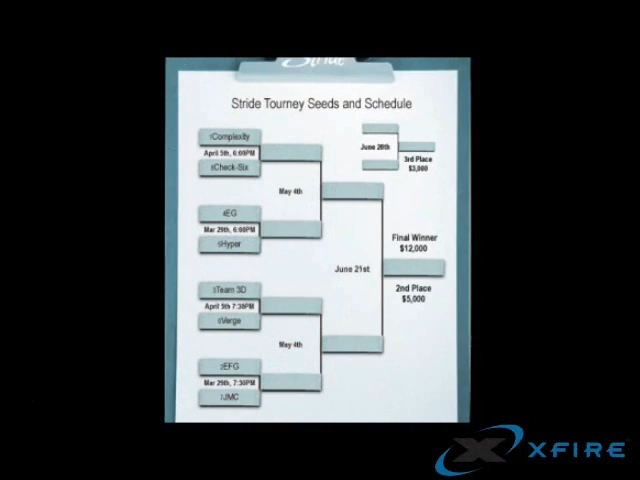 Stride
Stride Tourney Seeds and Schedule
1Complexity
April 5th, 6:00PM
8Check-Six
May 4th
4EG
Mar 29th, 6:00PM
5Hyper
June 20th
3rd Place
$3,000
Final Winner
$12,000
June 21st
2nd Place
$5,000
3Team 3D
April 5th 7:30PM
6Verge
May 4th
2EFG
Mar 29th, 7:30PM
7JMC
XFIRE